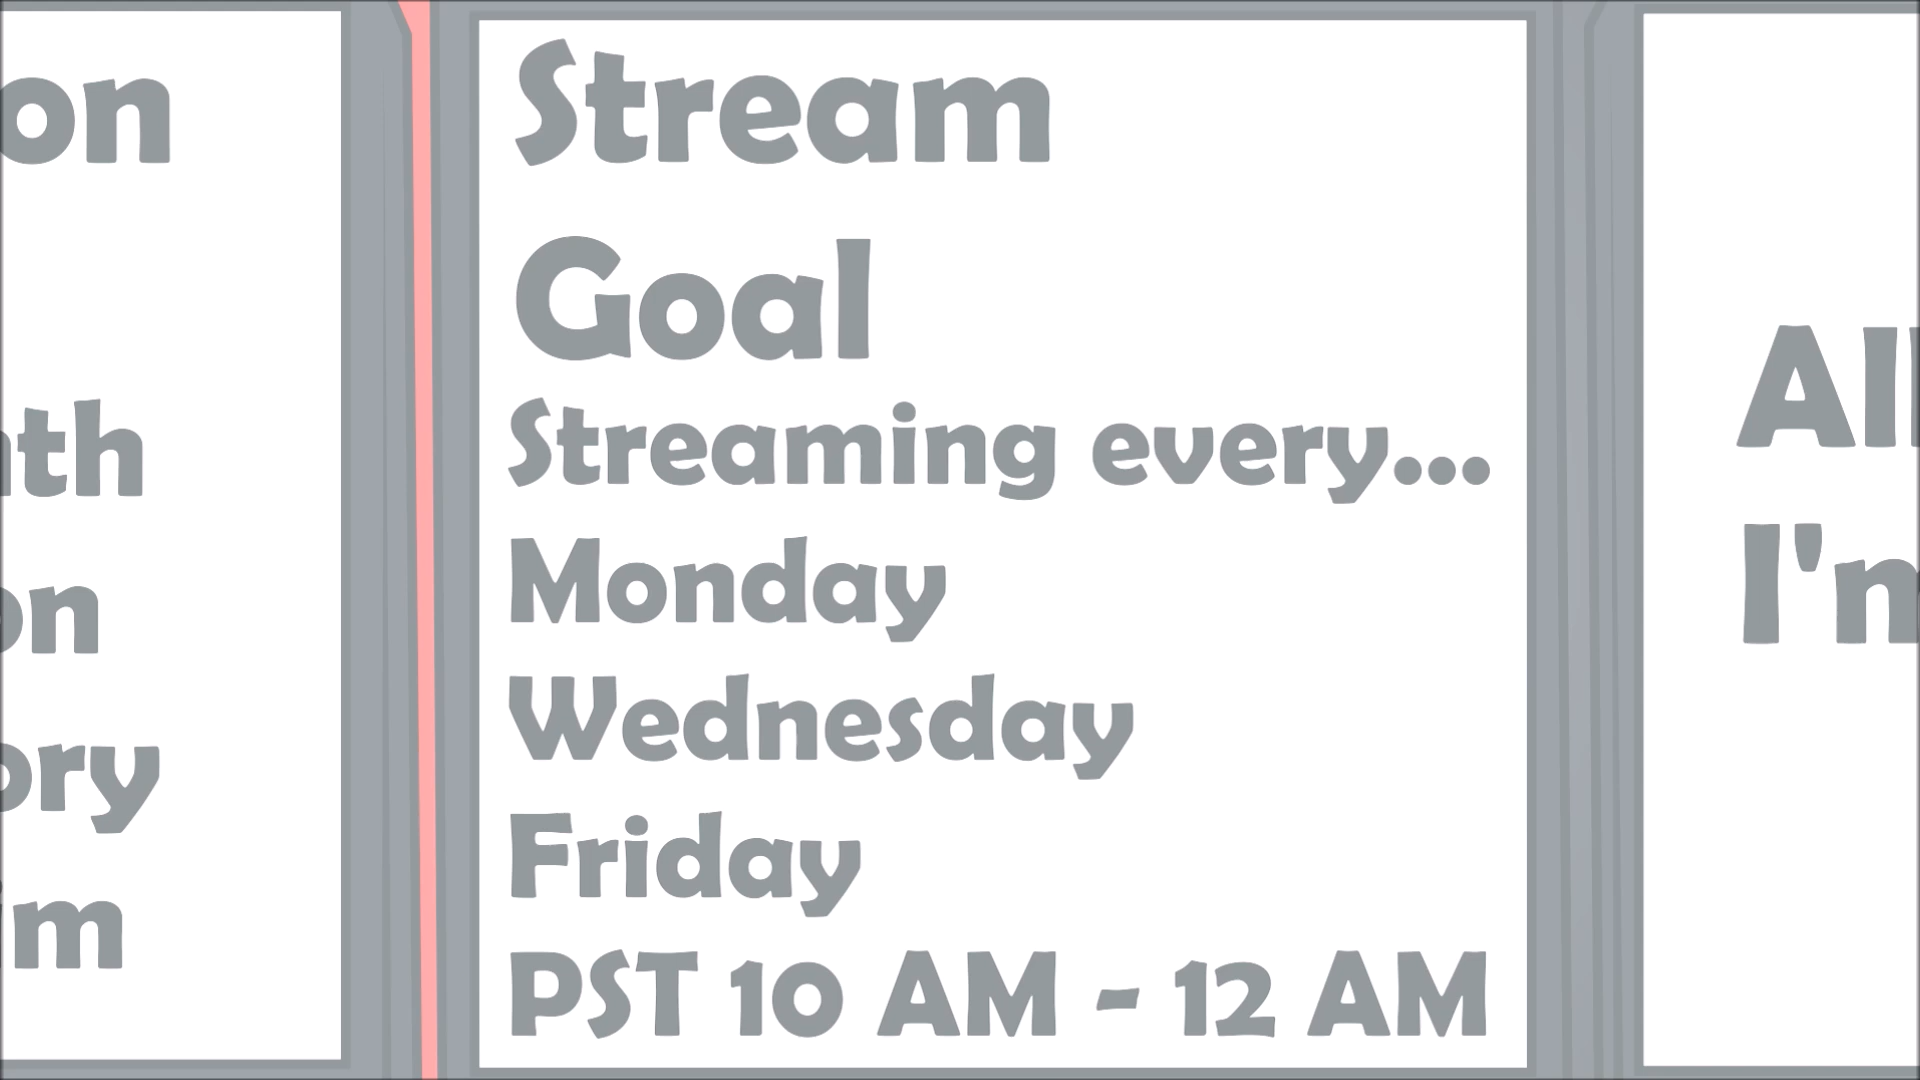 Stream
Goal
Streaming every...
Monday
Wednesday
Friday
PST 10 AM - 12 AM